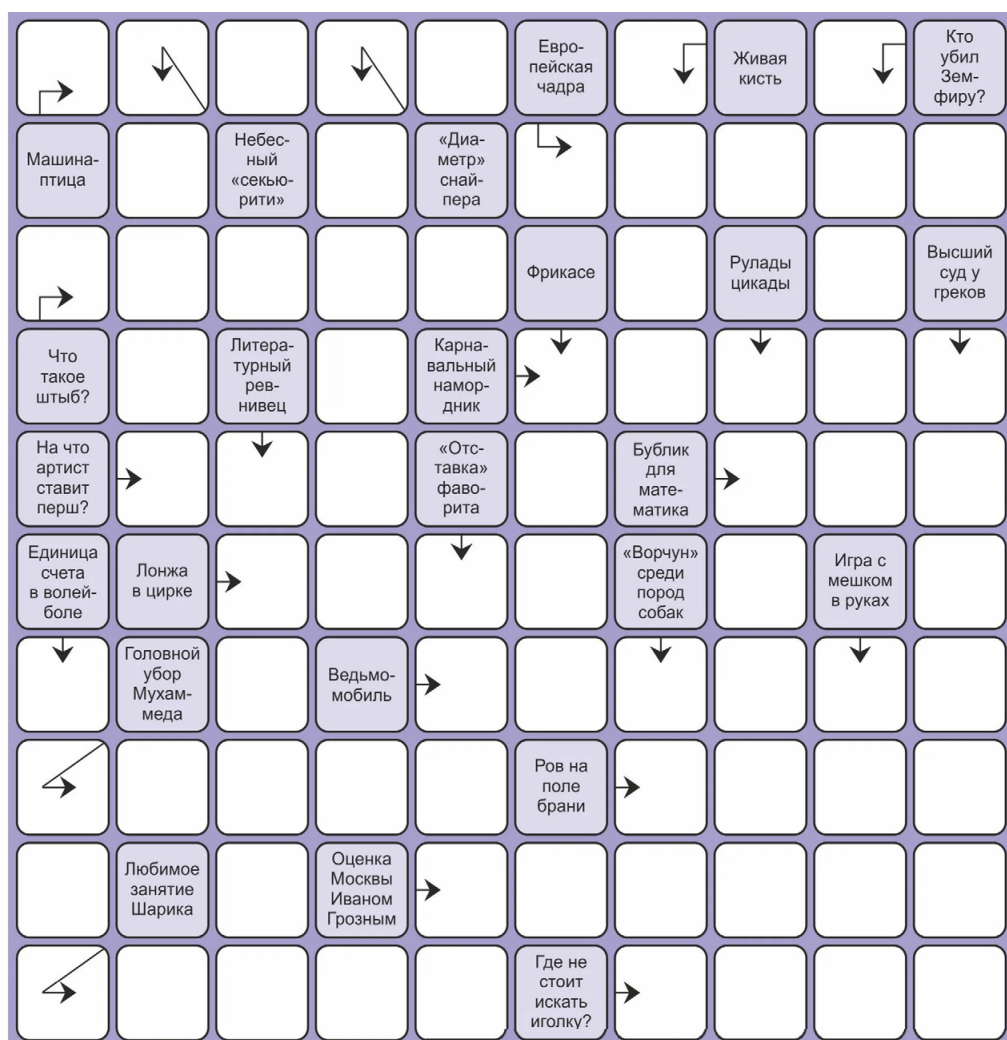 Евро-
пейская
чадра
Живая
кисть
Кто
убил
Зем-
фиру?
Машина-
птица
Небес-
ный
«секью-
рити»
«Диа-
метр»
снай-
пера
Фрикасе
Рулады
цикады
Высший
суд у
греков
Что
такое
штыб?
Литера-
турный
рев-
нивец
Карна-
вальный
намор-
дник
На что
артист
ставит
перш?
«Отс-
тавка»
фаво-
рита
Бублик
для
мате-
матика
Единица
счета
в волей-
боле
Лонжа
в цирке
«Ворчун»
среди
пород
собак
Игра с
мешком
в руках
Головной
убор
Мухам-
меда
Ведьмо-
мобиль
Ров на
поле
брани
Любимое
занятие
Шарика
Оценка
Москвы
Иваном
Грозным
Где не
стоит
искать
иголку?